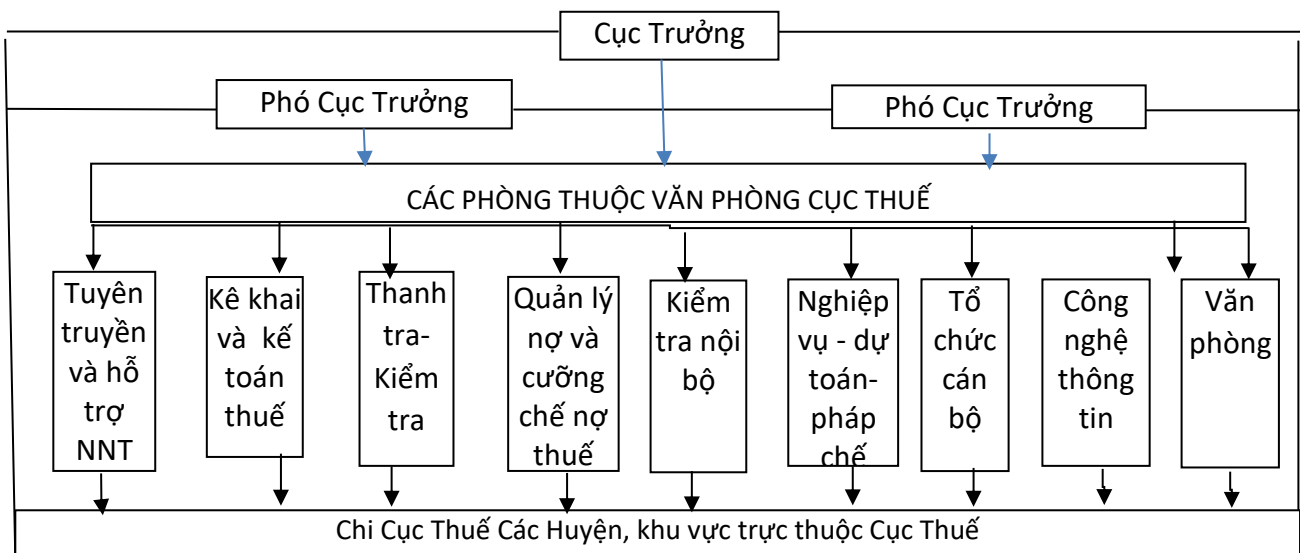 Cục Trưởng
Phó Cục Trưởng
Phó Cục Trưởng
CÁC PHÒNG THUỘC VĂN PHÒNG CỤC THUẾ
Tuyên
truyền
và hỗ
trợ
NNT
Kê khai
và kế
toán
thuế
Thanh
tra-
Kiểm
tra
Quản lý
nợ và
cưỡng
chế nợ
thuế
Kiểm
tra nội
bộ
Nghiệp
vụ - dự
toán-
pháp
chế
Tổ
chức
cán
bộ
Công
nghệ
thông
tin
Văn
phòng
Chi Cục Thuế Các Huyện, khu vực trực thuộc Cục Thuế